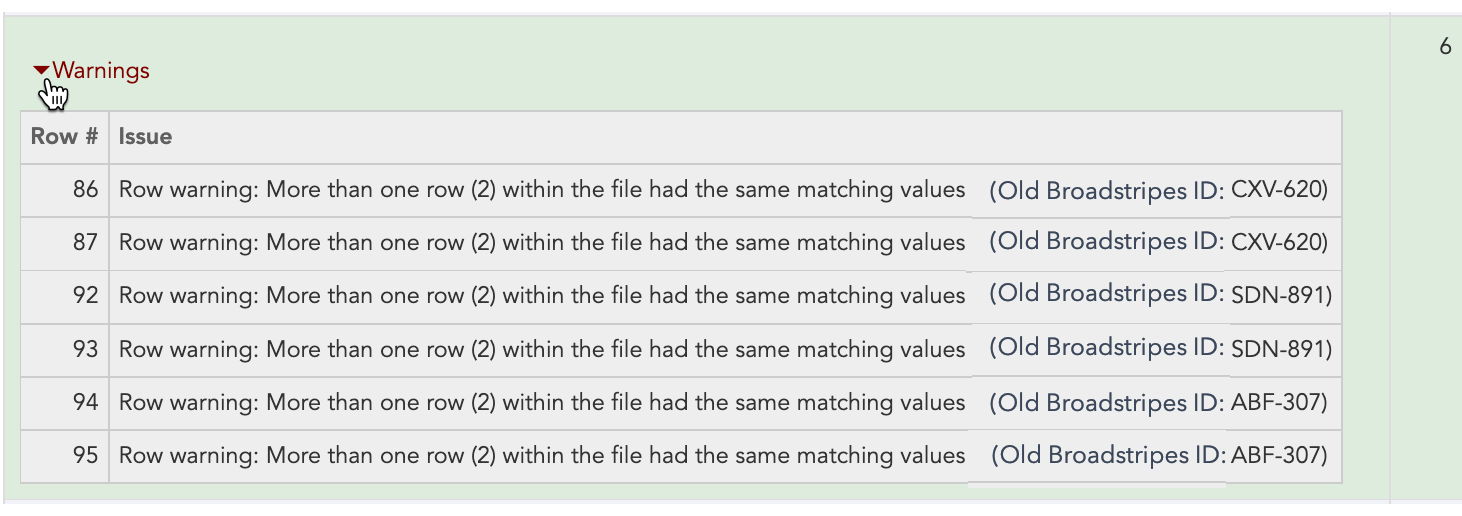 6
Warnings
Row # Issue
86 Row warning: More than one row (2) within the file had the same matching values (Old Broadstripes ID: CXV-620)
87 Row warning: More than one row (2) within the file had the same matching values (Old Broadstripes ID: CXV-620)
92 Row warning: More than one row (2) within the file had the same matching values (Old Broadstripes ID: SDN-891)
93 Row warning: More than one row (2) within the file had the same matching values (Old Broadstripes ID: SDN-891)
94 Row warning: More than one row (2) within the file had the same matching values (Old Broadstripes ID: ABF-307)
95 Row warning: More than one row (2) within the file had the same matching values (Old Broadstripes ID: ABF-307)